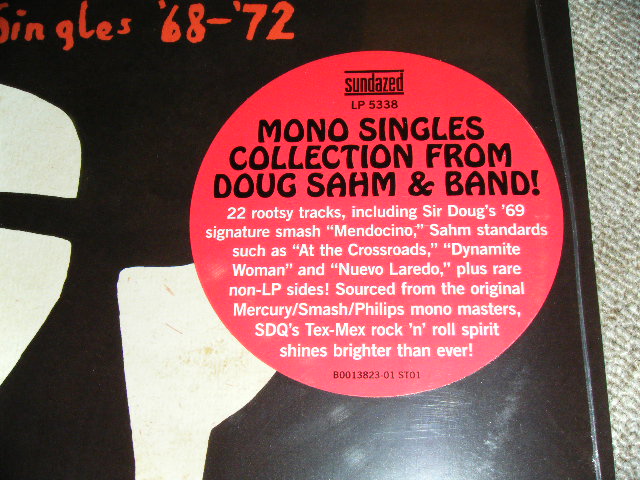 Singles '68-'72
sundazed
LP 5338
MONO SINGLES
COLLECTION FROM
DOUG SAHM & BAND!
22 rootsy tracks, including Sir Doug's '69
signature smash “Mendocino,” Sahm standards
such as “At the Crossroads,” “Dynamite
Woman” and “Nuevo Laredo,” plus rare
non-LP sides! Sourced from the original
Mercury/Smash/Philips mono masters,
SDQ's Tex-Mex rock 'n' roll spirit
shines brighter than ever!
B0013823-01 ST01